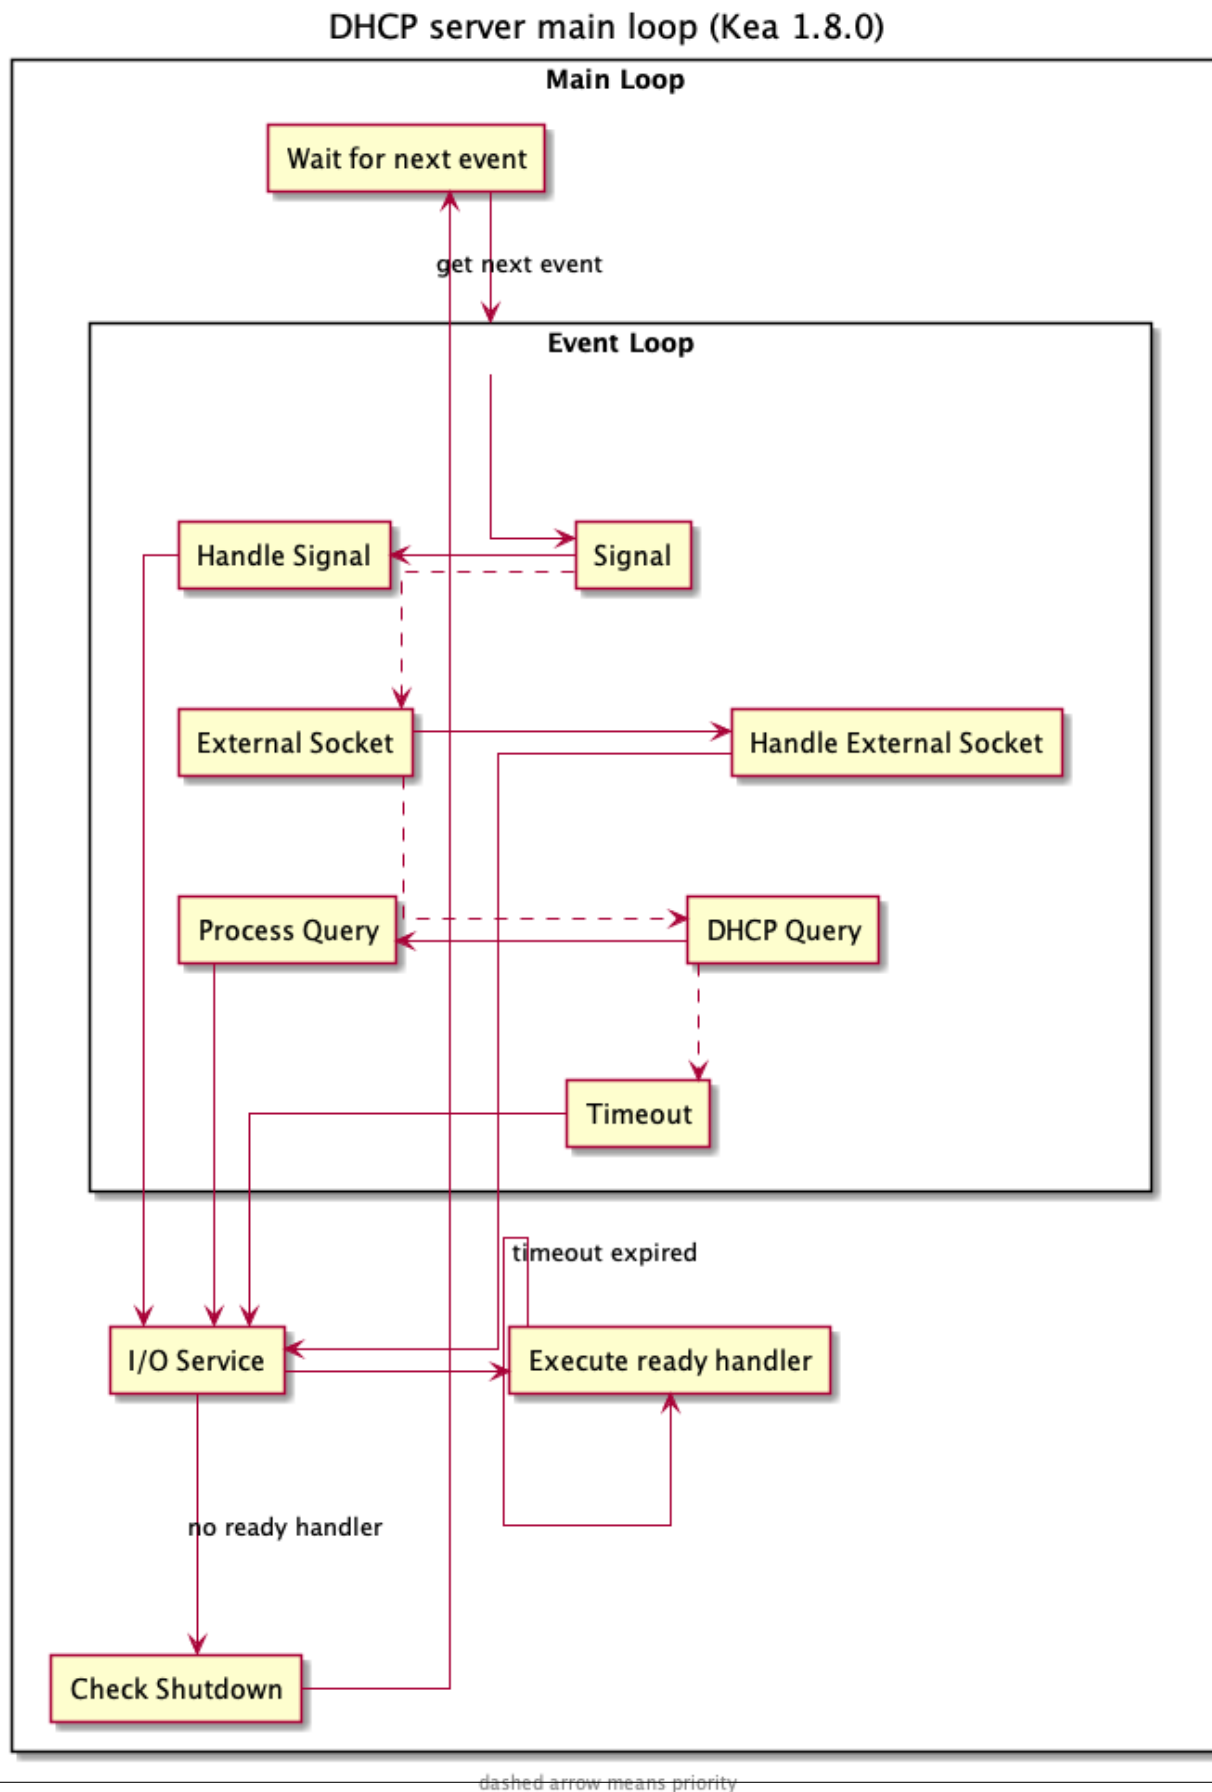 DHCP server main loop (Kea 1.8.0)
Main Loop
Wait for next event
get next event
Event Loop
Handle Signal
Signal
External Socket
Handle External Socket
Process Query
DHCP Query
Timeout
timeout expired
I/O Service
Execute ready handler
no ready handler
Check Shutdown
dashed arrow means priority